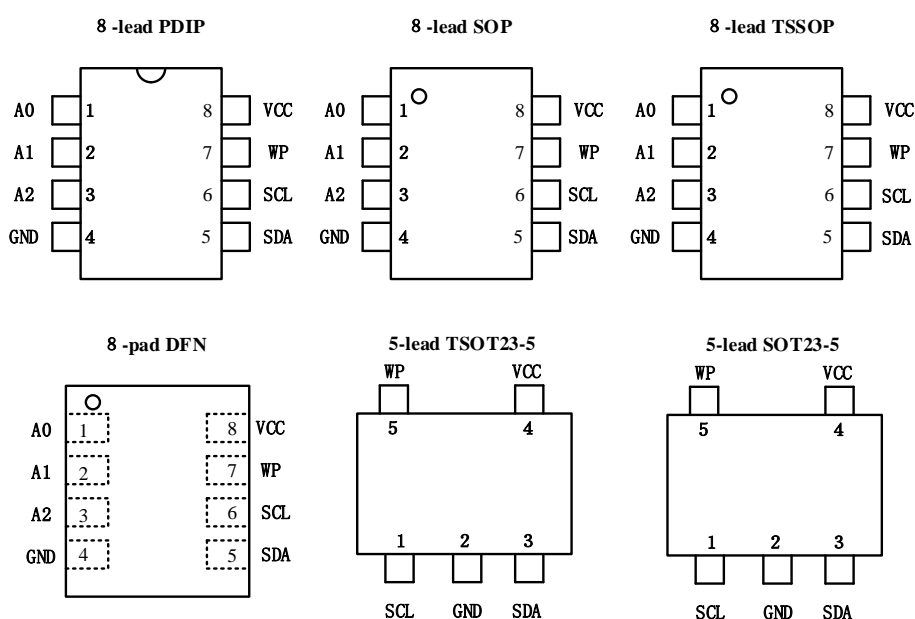 8 -lead PDIP
A0 1 8 VCC
A1 2 7 WP
A2 3 6 SCL
GND 4 5 SDA
8 -lead SOP
A0 1 8 VCC
A1 2 7 WP
A2 3 6 SCL
GND 4 5 SDA
8 -lead TSSOP
A0 1 8 VCC
A1 2 7 WP
A2 3 6 SCL
GND 4 5 SDA
8 -pad DFN
A0 1 8 VCC
A1 2 7 WP
A2 3 6 SCL
GND 4 5 SDA
5-lead TSOT23-5
WP VCC
5 4
1 2 3
SCL GND SDA
5-lead SOT23-5
WP VCC
5 4
1 2 3
SCL GND SDA